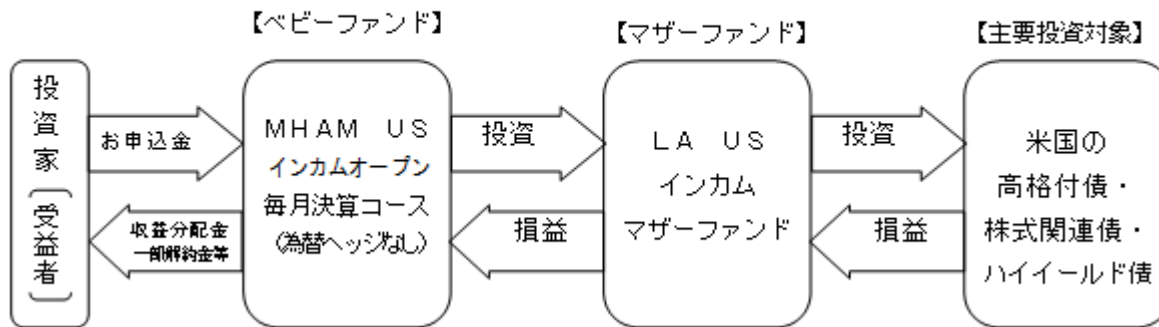 【ベビーファンド】
【マザーファンド】
【主要投資対象】
投資家（受益者）
お申込金
収益分配金
一部解約金等
ＭＨＡＭ　ＵＳ
インカムオープン
毎月決算コース
（為替ヘッジなし）
投資
損益
ＬＡ　ＵＳ
インカム
マザーファンド
投資
損益
米国の
高格付債・
株式関連債・
ハイイールド債